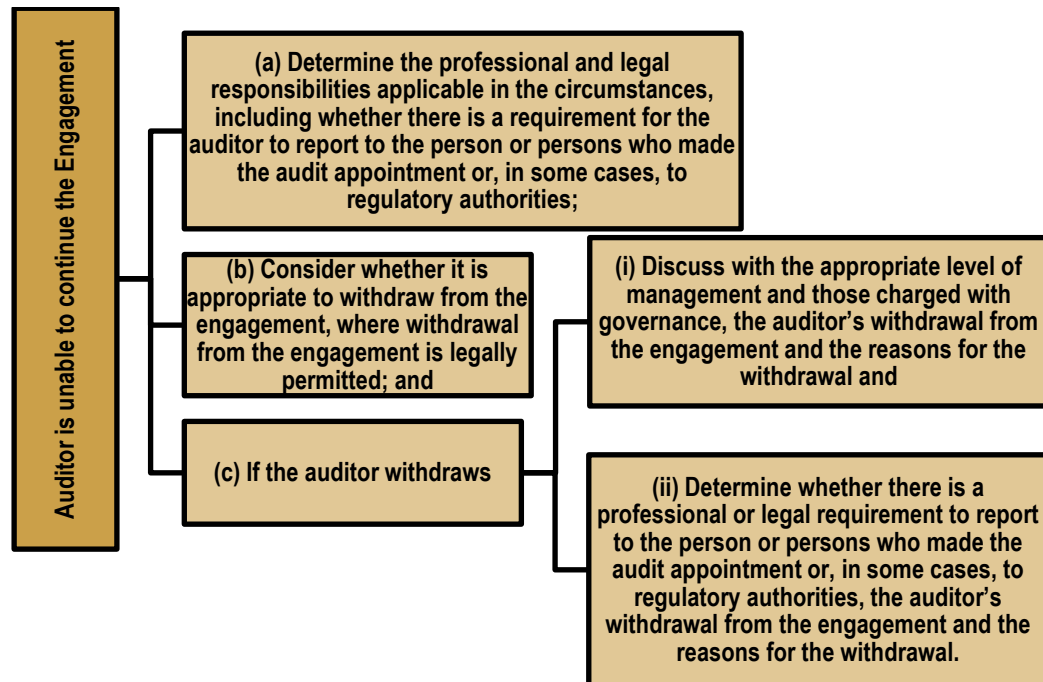 Auditor is unable to continue the Engagement
(a) Determine the professional and legal
responsibilities applicable in the circumstances,
including whether there is a requirement for the
auditor to report to the person or persons who made
the audit appointment or, in some cases, to
regulatory authorities;
(b) Consider whether it is
appropriate to withdraw from the
engagement, where withdrawal
from the engagement is legally
permitted; and
(c) If the auditor withdraws
(i) Discuss with the appropriate level of
management and those charged with
governance, the auditor's withdrawal from
the engagement and the reasons for the
withdrawal and
(ii) Determine whether there is a
professional or legal requirement to report
to the person or persons who made the
audit appointment or, in some cases, to
regulatory authorities, the auditor's
withdrawal from the engagement and the
reasons for the withdrawal.